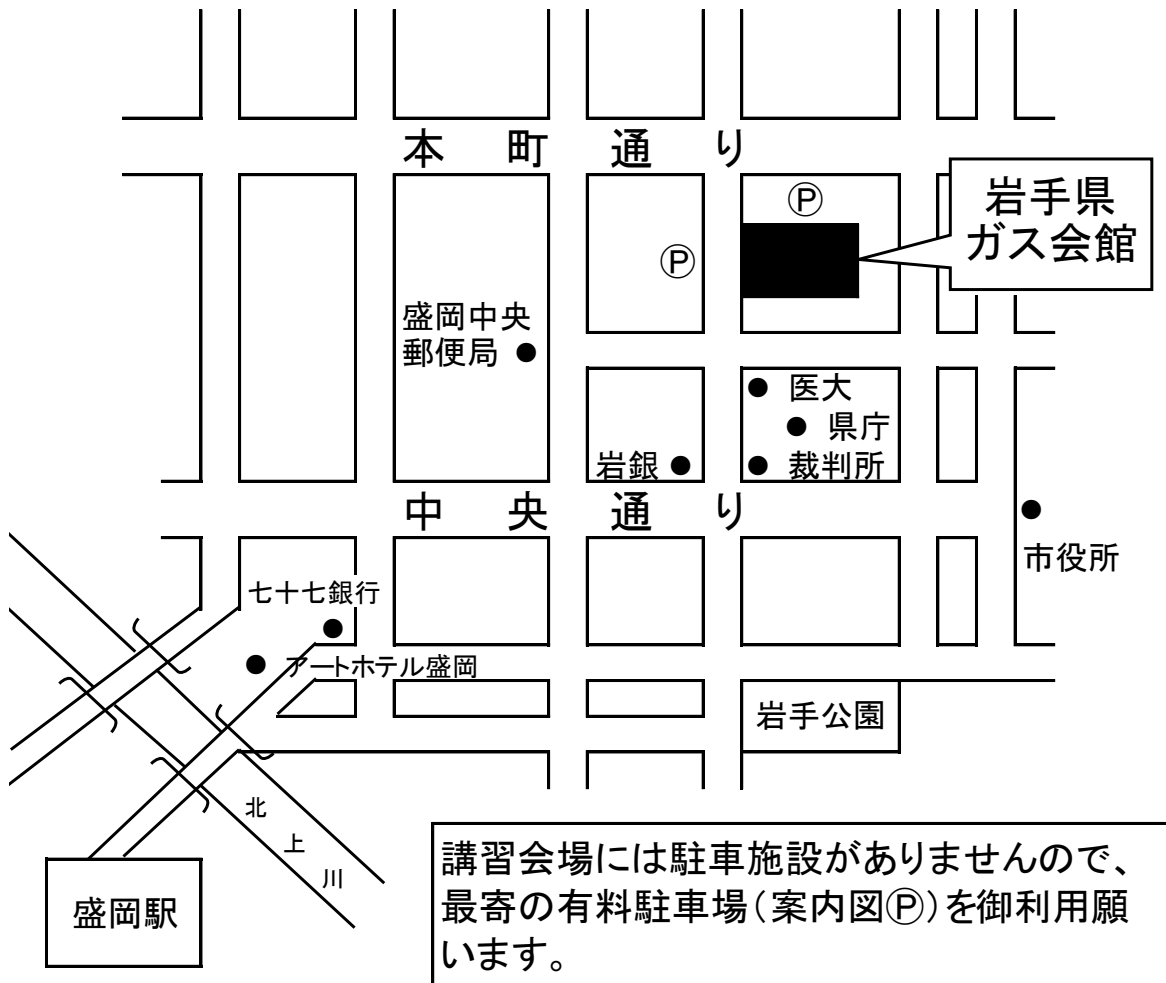 本町通り
Ⓟ
岩手県
ガス会館
Ⓟ
盛岡中央
郵便局
医大
県庁
岩銀
裁判所
中央通り
市役所
七十七銀行
アートホテル盛岡
岩手公園
北
上
川
盛岡駅
講習会場には駐車施設がありませんので、
最寄の有料駐車場(案内図Ⓟ)を御利用願
います。